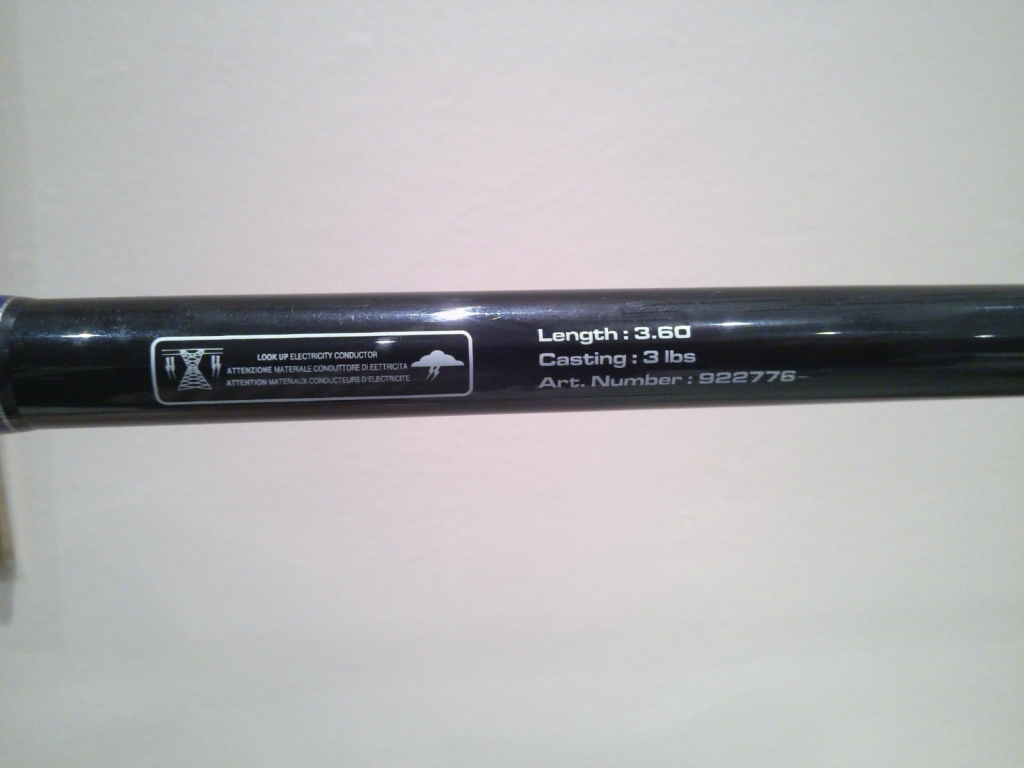 LOOK UP ELECTRICITY CONDUCTOR
ATTENZIONE MATERIALE CONDUTTORE DI EETTRICITA
ATTENTION MATERIAUX CONDUCTEURS D'ELECTRICITE
Length : 3.60
Casting : 3 lbs
Art. Number : 922776